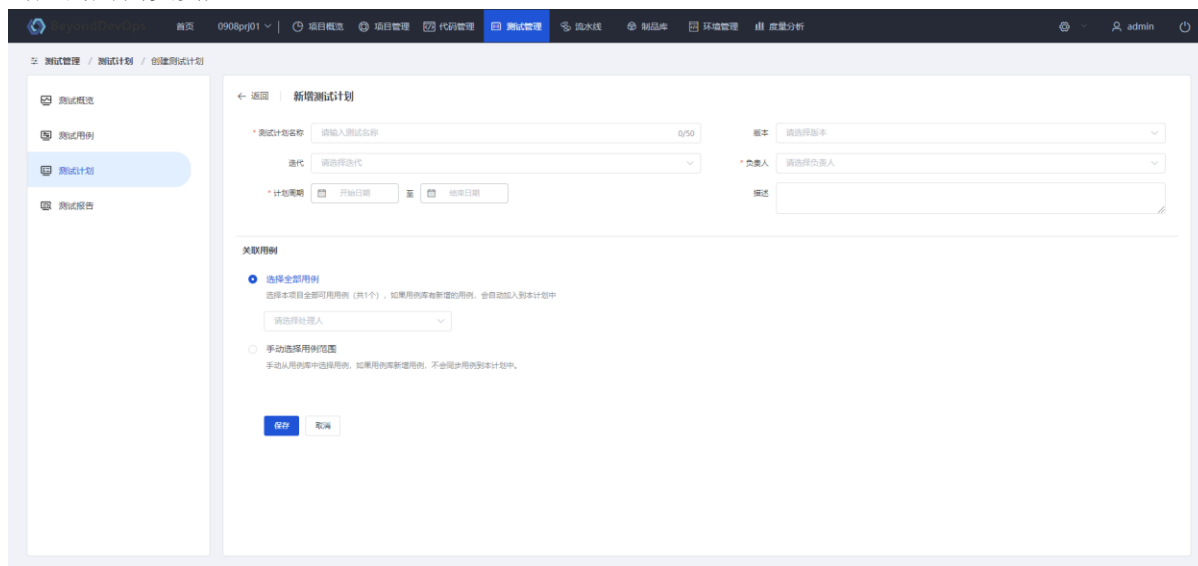 BeyondDevOps 首页 0908prj01 项目概览 项目管理 代码管理 测试管理 流水线 制品库 环境管理 度量分析 admin
测试管理 / 测试计划 / 创建测试计划
测试概览
测试用例
测试计划
测试报告
返回 新增测试计划
* 测试计划名称 请输入测试名称 0/50 版本 请选择版本
迭代 请选择迭代 * 负责人 请选择负责人
* 计划周期 开始日期 至 结束日期 描述
关联用例
选择全部用例
选择本项目全部可用用例(共1个),如果用例库有新增的用例,会自动加入到本计划中
请选择处理人
手动选择用例范围
手动从用例库中选择用例,如果用例库新增用例,不会同步用例到本计划中。
保存 取消